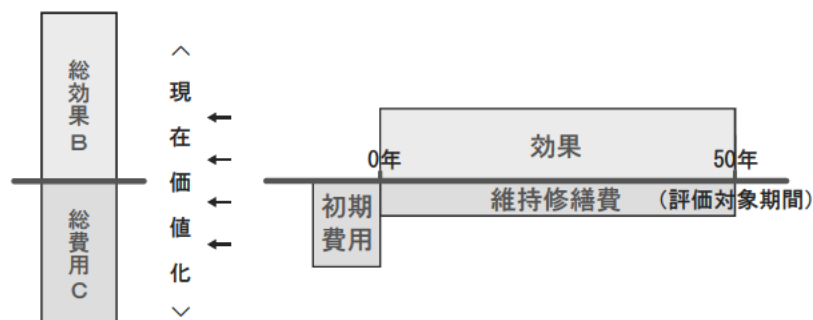 総効果B
総費用C
〈現在価値化〉
0年
効果
50年
初期
費用
維持修繕費
(評価対象期間)